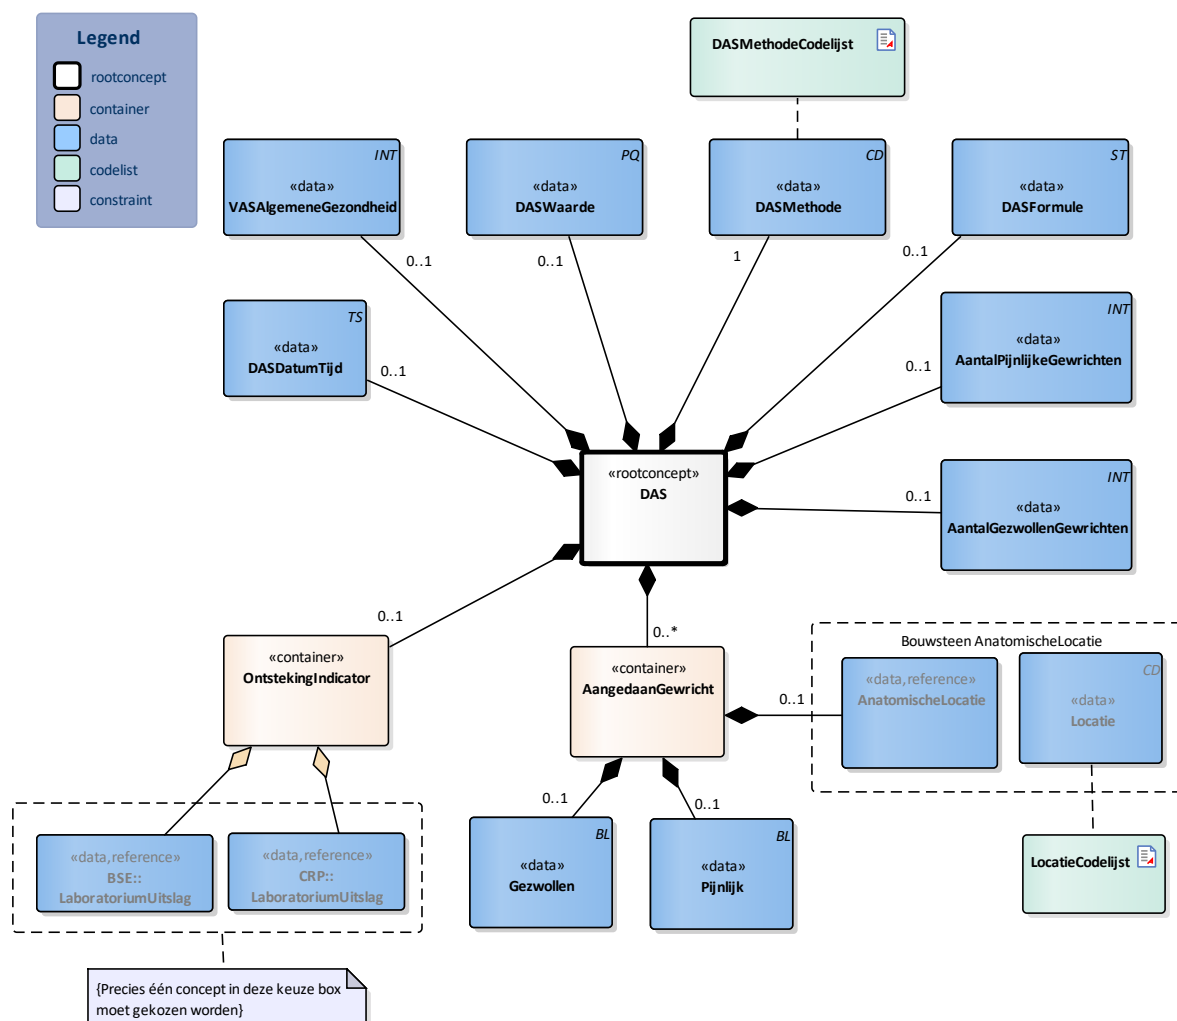 Legend
rootconcept
container
data
codelist
constraint
DASMethodeCodelijst
INT
«data»
VASAlgemeneGezondheid
PQ
«data»
DASWaarde
CD
«data»
DASMethode
ST
«data»
DASFormule
0..1
0..1
1
0..1
TS
«data»
DASDatumTijd
0..1
INT
«data»
AantalPijnlijkeGewrichten
0..1
«rootconcept»
DAS
INT
«data»
AantalGezwollenGewrichten
0..1
0..1
0..*
«container»
OntstekingIndicator
«container»
AangedaanGewricht
0..1
Bouwsteen AnatomischeLocatie
«data,reference»
AnatomischeLocatie
CD
«data»
Locatie
0..1
0..1
«data,reference»
BSE::
LaboratoriumUitslag
«data,reference»
CRP::
LaboratoriumUitslag
BL
«data»
Gezwollen
BL
«data»
Pijnlijk
LocatieCodelijst
{Precies één concept in deze keuze box
moet gekozen worden}